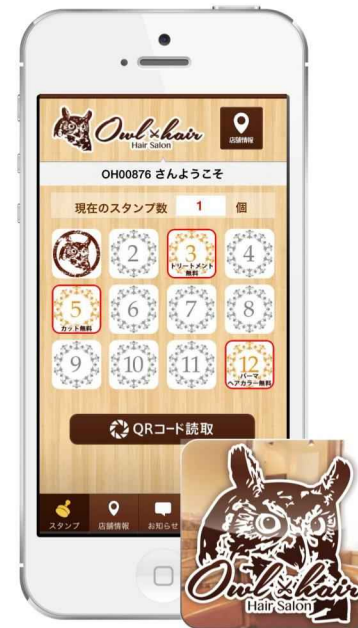 Owl×hair
Hair Salon
店舗情報
OH00876 さんようこそ
現在のスタンプ数 1 個
2
3
トリートメント
無料
4
5
カット無料
6
7
8
9
10
11
12
パーマ
ヘアカラー無料
QRコード読取
スタンプ 店舗情報 お知らせ
Owl×hair
Hair Salon